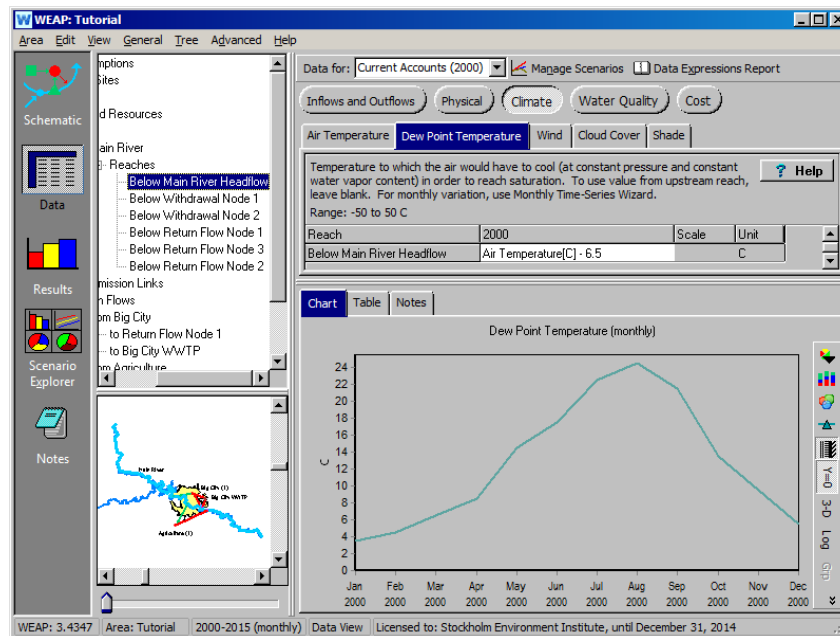 WEAP: Tutorial
Area Edit View General Tree Advanced Help
Schematic
Data
Results
Scenario
Explorer
Notes
mptions
Sites
d Resources
ain River
Reaches
Below Main River Headflow
Below Withdrawal Node 1
Below Withdrawal Node 2
Below Return Flow Node 1
Below Return Flow Node 3
Below Return Flow Node 2
mission Links
n Flows
om Big City
to Return Flow Node 1
to Big City WWTP
om Agriculture
Main River
Big City (1)
Big City WWTP
Agriculture (1)
Data for: Current Accounts (2000) Manage Scenarios Data Expressions Report
Inflows and Outflows Physical Climate Water Quality Cost
Air Temperature Dew Point Temperature Wind Cloud Cover Shade
Temperature to which the air would have to cool (at constant pressure and constant
water vapor content) in order to reach saturation. To use value from upstream reach,
leave blank. For monthly variation, use Monthly Time-Series Wizard.
Range: -50 to 50 C
? Help
Reach 2000 Scale Unit
Below Main River Headflow Air Temperature[C] - 6.5 C
Chart Table Notes
Dew Point Temperature (monthly)
C
24
22
20
18
16
14
12
10
8
6
4
2
0
Jan Feb Mar Apr May Jun Jul Aug Sep Oct Nov Dec
2000 2000 2000 2000 2000 2000 2000 2000 2000 2000 2000 2000
Y=0
3-D
Log
Grp
WEAP: 3.4347 Area: Tutorial 2000-2015 (monthly) Data View Licensed to: Stockholm Environment Institute, until December 31, 2014